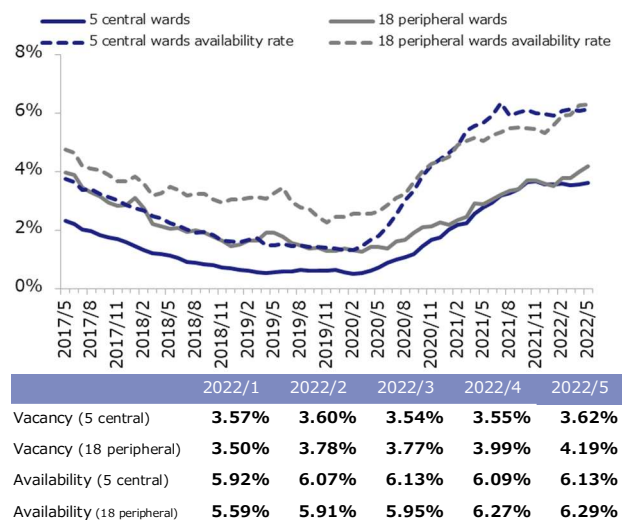 5 central wards 18 peripheral wards
5 central wards availability rate 18 peripheral wards availability rate
8%
6%
4%
2%
0%
2017/5 2017/8 2017/11 2018/2 2018/5 2018/8 2018/11 2019/2 2019/5 2019/8 2019/11 2020/2 2020/5 2020/8 2020/11 2021/2 2021/5 2021/8 2021/11 2022/2 2022/5
2022/1 2022/2 2022/3 2022/4 2022/5
Vacancy (5 central) 3.57% 3.60% 3.54% 3.55% 3.62%
Vacancy (18 peripheral) 3.50% 3.78% 3.77% 3.99% 4.19%
Availability (5 central) 5.92% 6.07% 6.13% 6.09% 6.13%
Availability (18 peripheral) 5.59% 5.91% 5.95% 6.27% 6.29%